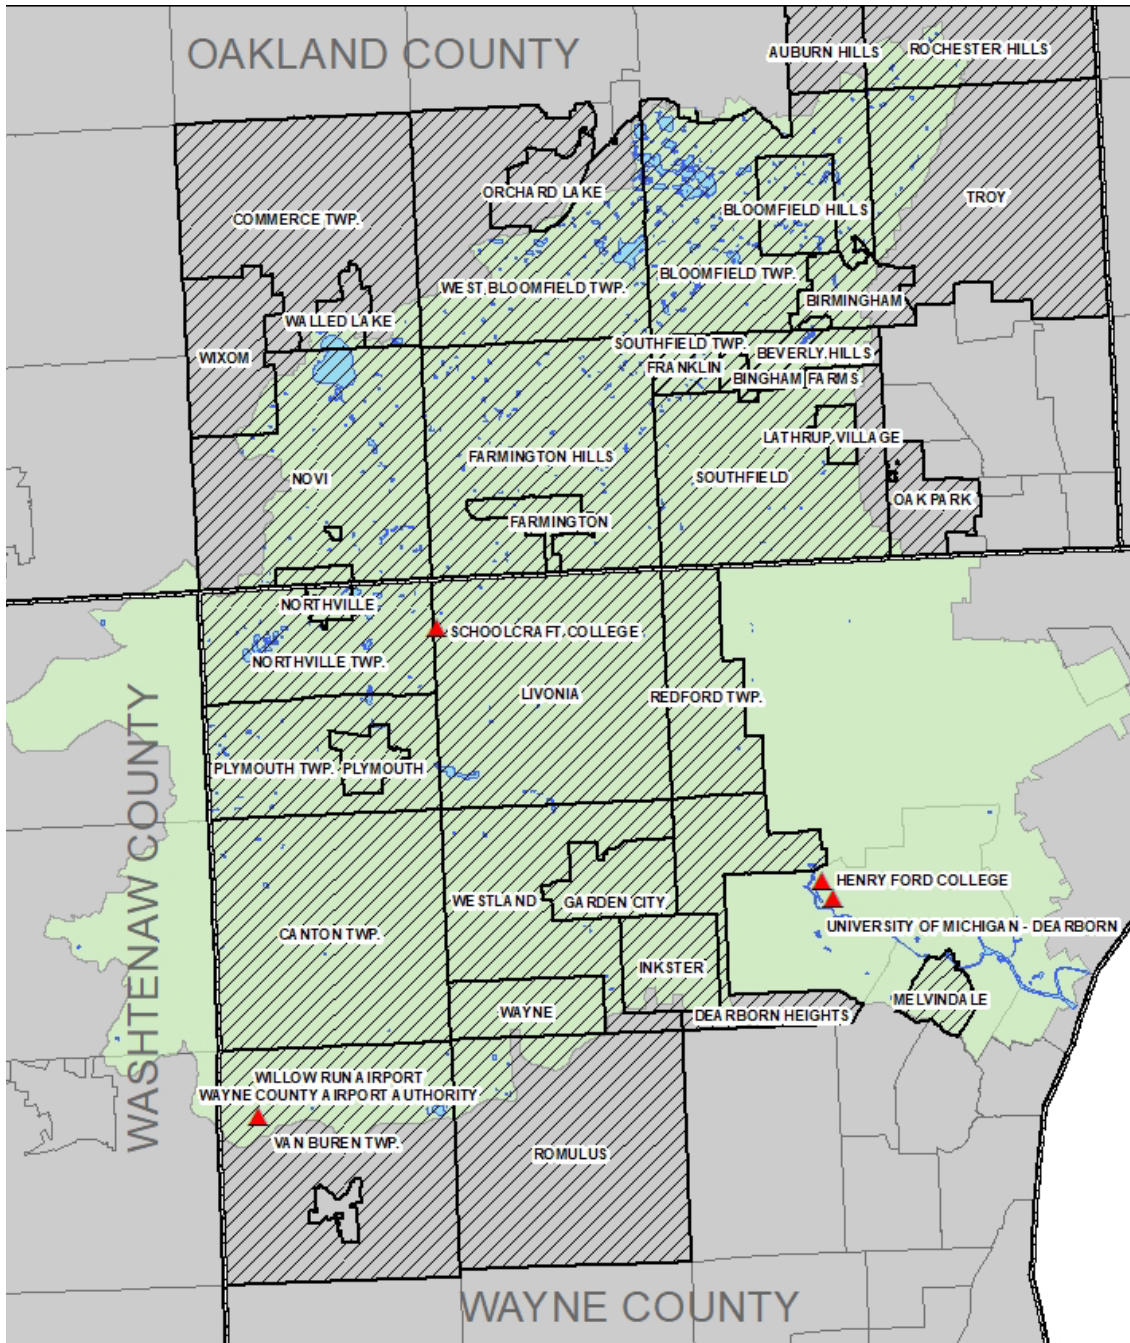 OAKLAND COUNTY
AUBURN HILLS
ROCHESTER HILLS
ORCHARD LAKE
TROY
COMMERCE TWP.
BLOOMFIELD HILLS
WEST BLOOMFIELD TWP.
BLOOMFIELD TWP.
BIRMINGHAM
WALLED LAKE
SOUTHFIELD TWP.
WIXOM
FRANKLIN
BEVERLY HILLS
BINGHAM FARMS
LATHRUP VILLAGE
FARMINGTON HILLS
NOVI
SOUTHFIELD
OAK PARK
FARMINGTON
NORTHVILLE
SCHOOLCRAFT COLLEGE
NORTHVILLE TWP.
LIVONIA
REDFORD TWP.
WASHTENAW COUNTY
PLYMOUTH TWP.
PLYMOUTH
HENRY FORD COLLEGE
WESTLAND
GARDEN CITY
UNIVERSITY OF MICHIGAN - DEARBORN
CANTON TWP.
INKSTER
MELVINDALE
WAYNE
DEARBORN HEIGHTS
WILLOW RUN AIRPORT
WAYNE COUNTY AIRPORT AUTHORITY
VAN BUREN TWP.
ROMULUS
WAYNE COUNTY